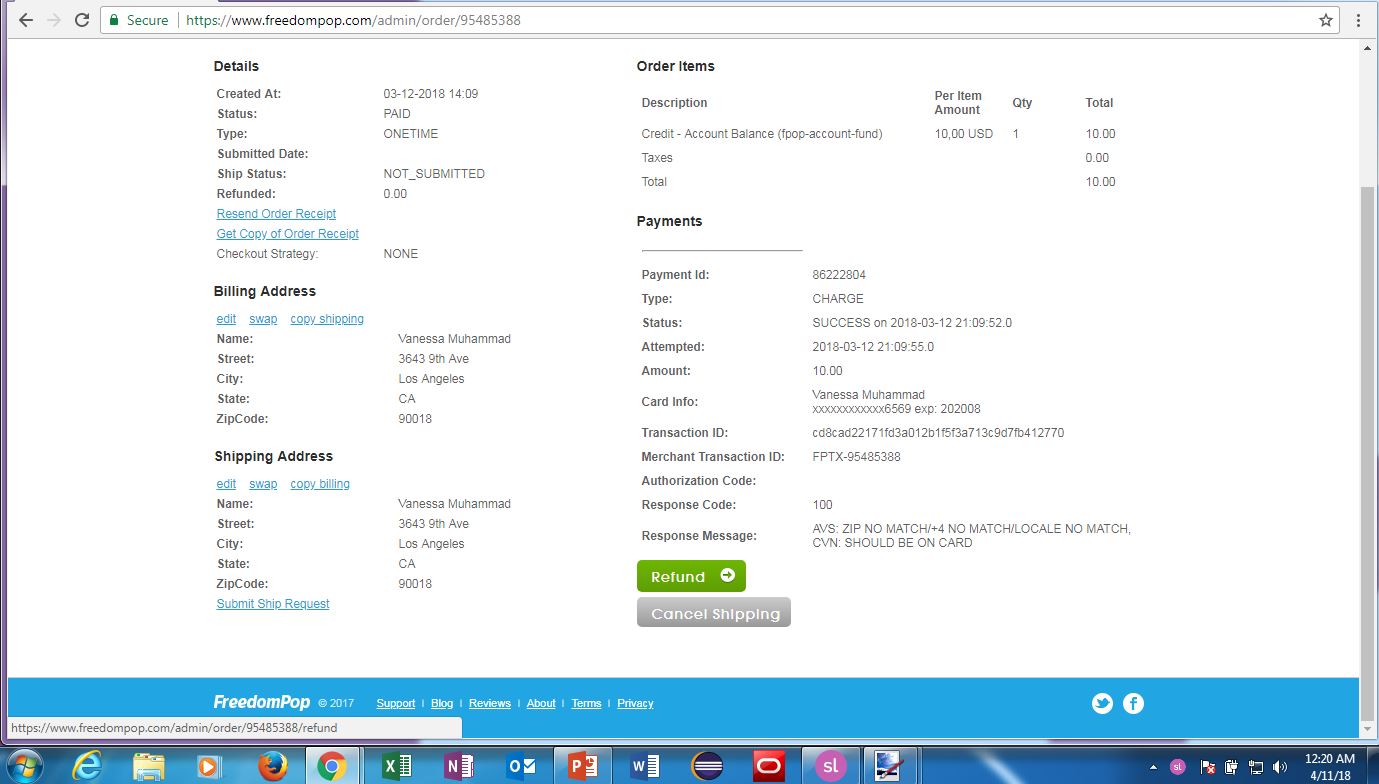 Secure https://www.freedompop.com/admin/order/95485388
Details
Created At: 03-12-2018 14:09
Status: PAID
Type: ONETIME
Submitted Date:
Ship Status: NOT_SUBMITTED
Refunded: 0.00
Resend Order Receipt
Get Copy of Order Receipt
Checkout Strategy: NONE
Billing Address
edit swap copy shipping
Name: Vanessa Muhammad
Street: 3643 9th Ave
City: Los Angeles
State: CA
ZipCode: 90018
Shipping Address
edit swap copy billing
Name: Vanessa Muhammad
Street: 3643 9th Ave
City: Los Angeles
State: CA
ZipCode: 90018
Submit Ship Request
Order Items
Description Per Item Amount Qty Total
Credit - Account Balance (fpop-account-fund) 10,00 USD 1 10.00
Taxes 0.00
Total 10.00
Payments
Payment Id: 86222804
Type: CHARGE
Status: SUCCESS on 2018-03-12 21:09:52.0
Attempted: 2018-03-12 21:09:55.0
Amount: 10.00
Card Info: Vanessa Muhammad
xxxxxxxxxxxx6569 exp: 202008
Transaction ID: cd8cad22171fd3a012b1f5f3a713c9d7fb412770
Merchant Transaction ID: FPTX-95485388
Authorization Code:
Response Code: 100
Response Message: AVS: ZIP NO MATCH/+4 NO MATCH/LOCALE NO MATCH,
CVN: SHOULD BE ON CARD
Refund
Cancel Shipping
FreedomPop © 2017 Support | Blog | Reviews | About | Terms | Privacy
https://www.freedompop.com/admin/order/95485388/refund
sl
sl
12:20 AM
4/11/18